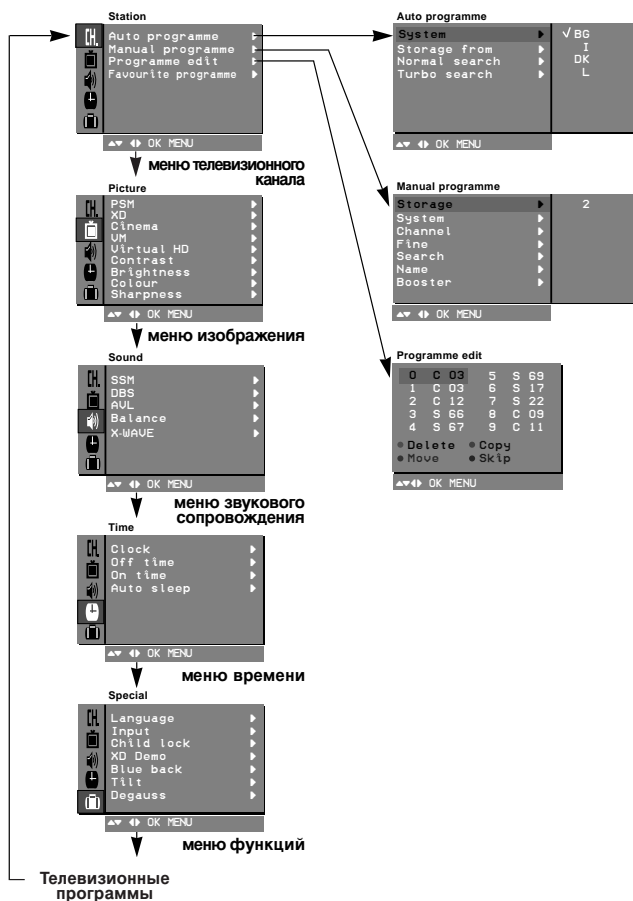 Station
CH.
Auto programme
Manual programme
Programme edit
Favourite programme
OK MENU
меню телевизионного
канала
Picture
CH.
PSM
XD
Cinema
VM
Virtual HD
Contrast
Brightness
Colour
Sharpness
OK MENU
меню изображения
Sound
CH.
SSM
DBS
AVL
Balance
X-WAVE
OK MENU
меню звукового
сопровождения
Time
CH.
Clock
Off time
On time
Auto sleep
OK MENU
меню времени
Special
CH.
Language
Input
Child lock
XD Demo
Blue back
Tilt
Degauss
OK MENU
меню функций
Телевизионные
программы
Auto programme
System √ BG
Storage from I
Normal search DK
Turbo search L
OK MENU
Manual programme
Storage 2
System
Channel
Fine
Search
Name
Booster
OK MENU
Programme edit
0 C 03 5 S 69
1 C 03 6 S 17
2 C 12 7 S 22
3 S 66 8 C 09
4 S 67 9 C 11
Delete Copy
Move Skip
OK MENU